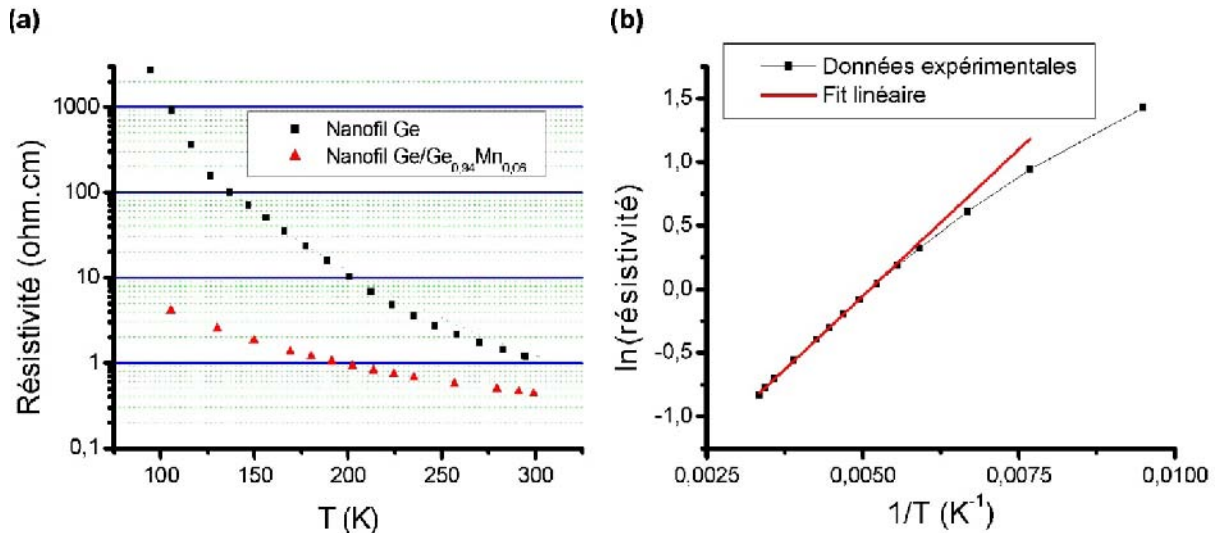 (a)
Résistivité (ohm.cm)
1000
100
10
1
0,1
Nanofil Ge
Nanofil Ge/Ge0,94Mn0,06
100
150
200
250
300
T (K)
(b)
Données expérimentales
Fit linéaire
ln(résistivité)
1,5
1,0
0,5
0,0
-0,5
-1,0
0,0025
0,0050
0,0075
0,0100
1/T (K-1)